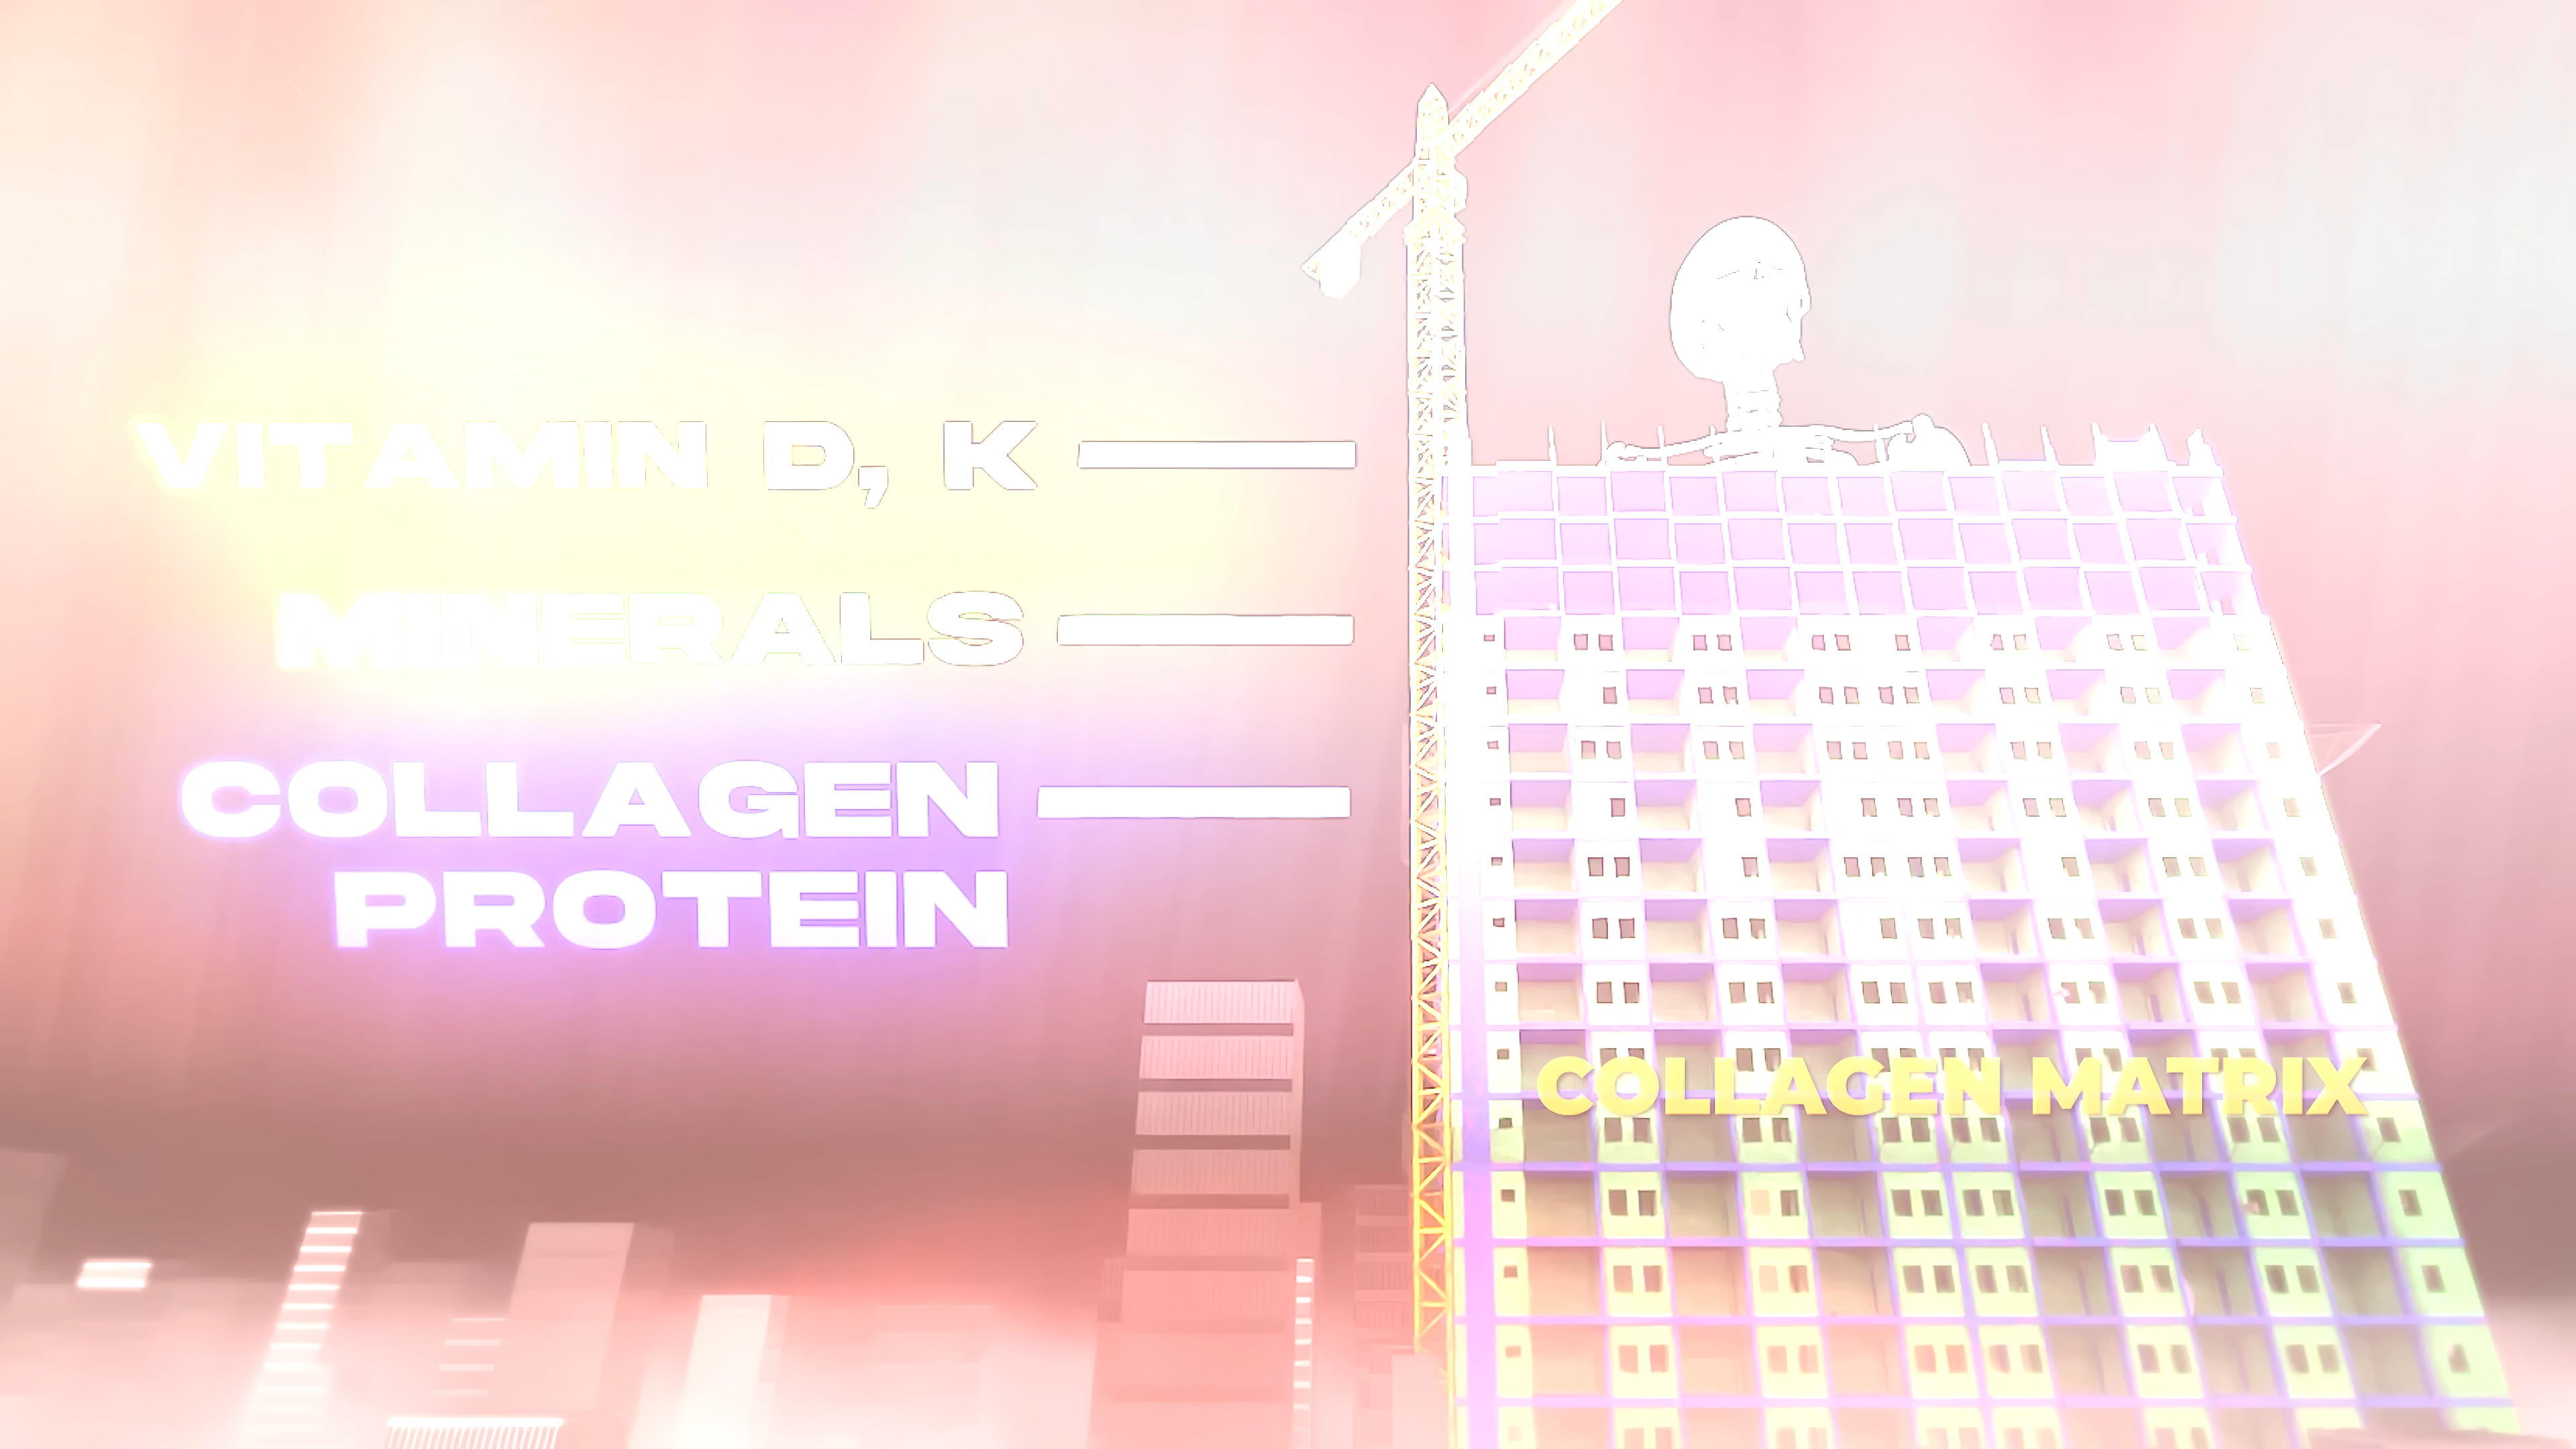 VITAMIN D, K
MINERALS
COLLAGEN
PROTEIN
COLLAGEN MATRIX